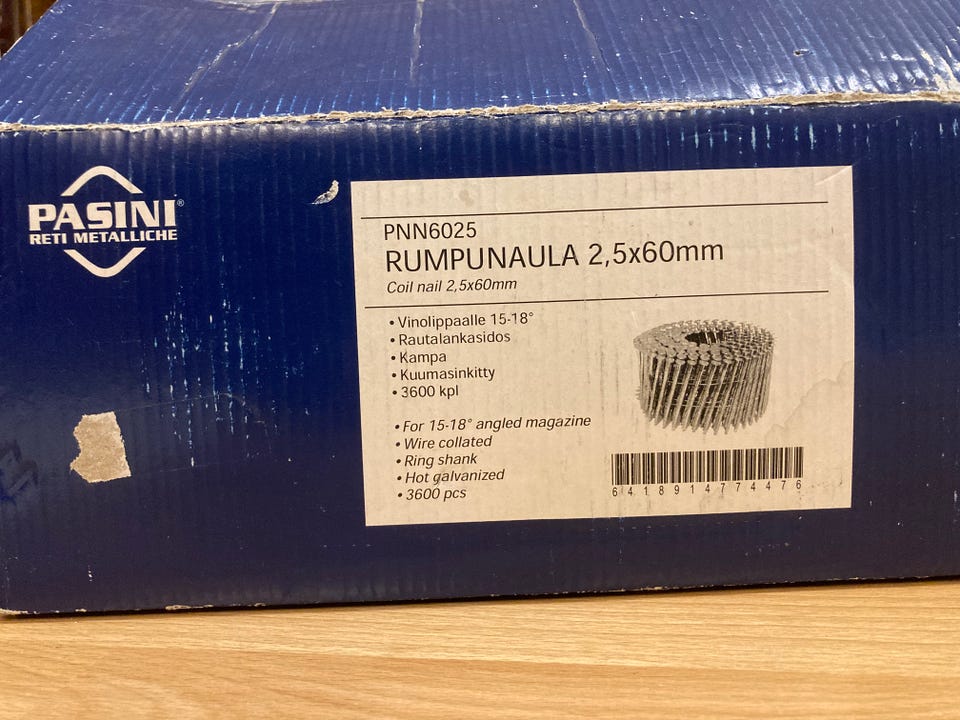 PASINI®
RETI METALLICHE
PNN6025
RUMPUNAULA 2,5x60mm
Coil nail 2,5x60mm
• Vinolippaalle 15-18°
• Rautalankasidos
• Kampa
• Kuumasinkitty
• 3600 kpl
• For 15-18° angled magazine
• Wire collated
• Ring shank
• Hot galvanized
• 3600 pcs
6418914774476